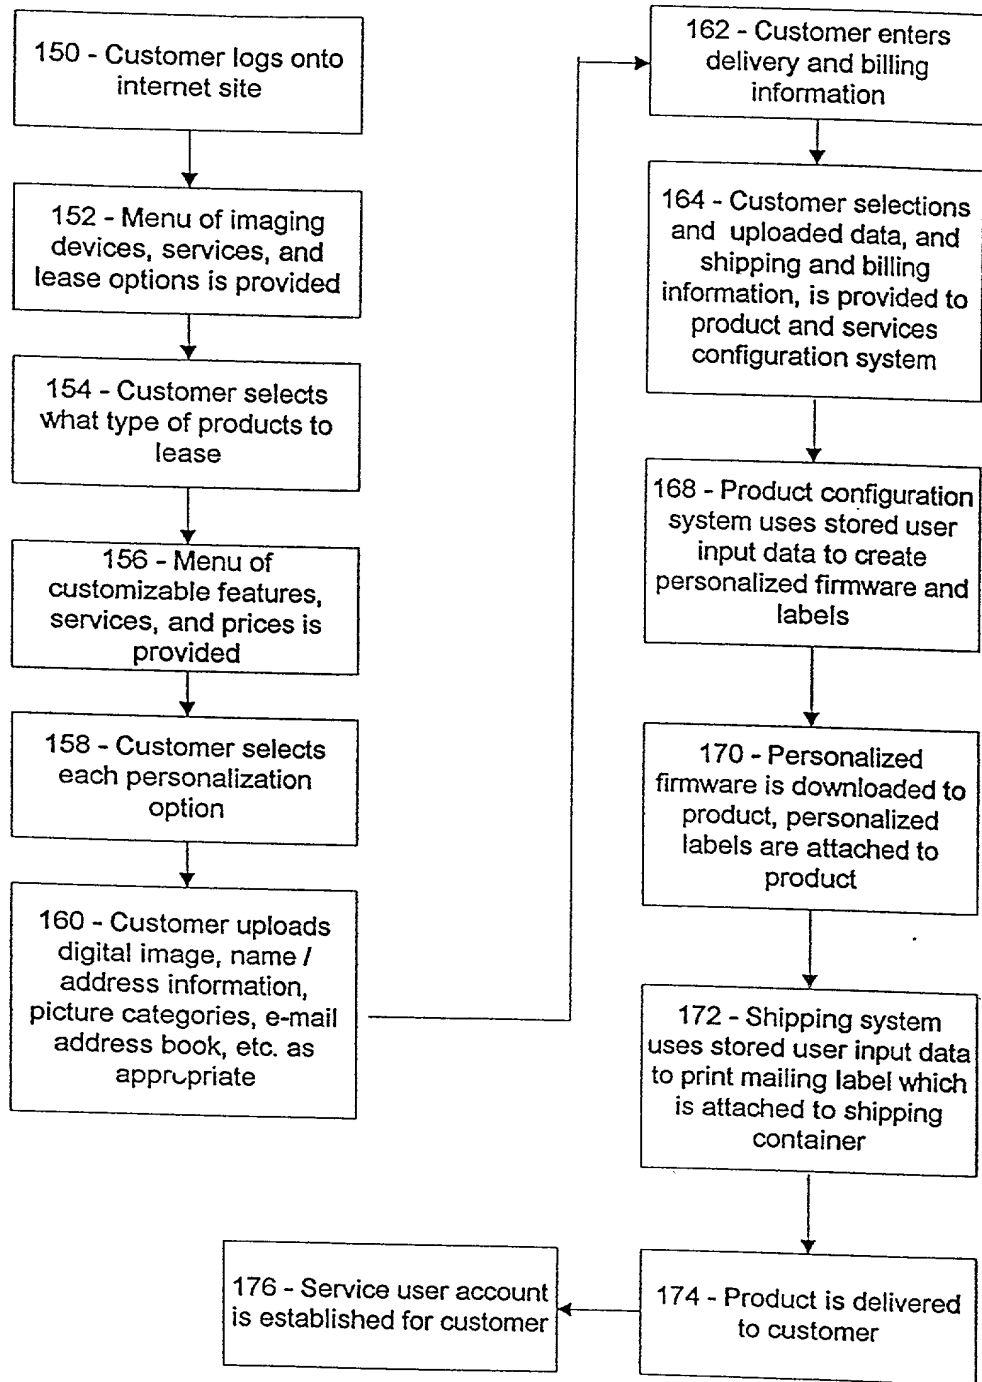 150 - Customer logs onto
internet site
152 - Menu of imaging
devices, services, and
lease options is provided
154 - Customer selects
what type of products to
lease
156 - Menu of
customizable features,
services, and prices is
provided
158 - Customer selects
each personalization
option
160 - Customer uploads
digital image, name /
address information,
picture categories, e-mail
address book, etc. as
appropriate
162 - Customer enters
delivery and billing
information
164 - Customer selections
and uploaded data, and
shipping and billing
information, is provided to
product and services
configuration system
168 - Product configuration
system uses stored user
input data to create
personalized firmware and
labels
170 - Personalized
firmware is downloaded to
product, personalized
labels are attached to
product
172 - Shipping system
uses stored user input data
to print mailing label which
is attached to shipping
container
174 - Product is delivered
to customer
176 - Service user account
is established for customer